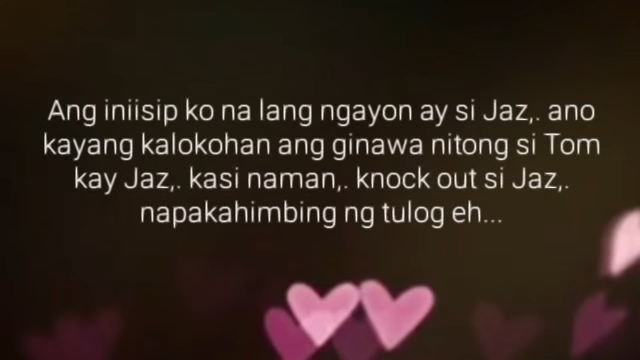 Ang iniisip ko na lang ngayon ay si Jaz,. ano
kayang kalokohan ang ginawa nitong si Tom
kay Jaz,. kasi naman,. knock out si Jaz,.
napakahimbing ng tulog eh...